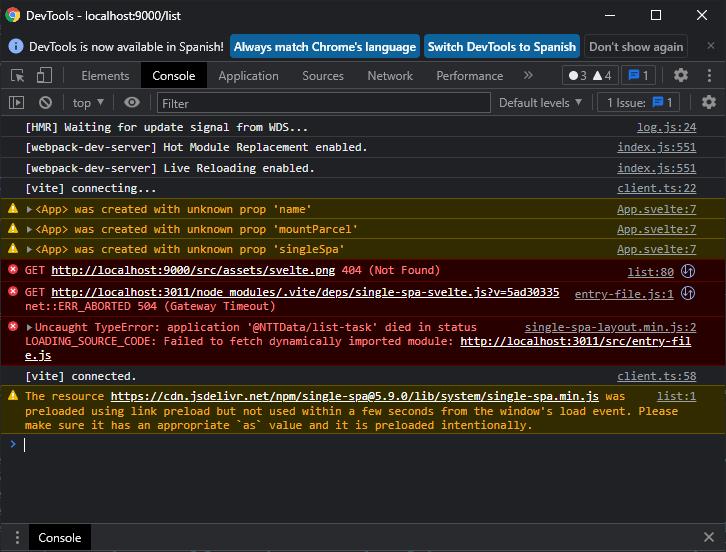 DevTools - localhost:9000/list
DevTools is now available in Spanish! Always match Chrome's language Switch DevTools to Spanish Don't show again
Elements Console Application Sources Network Performance » 3 4 1
top Filter Default levels 1 Issue: 1
[HMR] Waiting for update signal from WDS... log.js:24
[webpack-dev-server] Hot Module Replacement enabled. index.js:551
[webpack-dev-server] Live Reloading enabled. index.js:551
[vite] connecting... client.ts:22
<App> was created with unknown prop 'name' App.svelte:7
<App> was created with unknown prop 'mountParcel' App.svelte:7
<App> was created with unknown prop 'singleSpa' App.svelte:7
GET http://localhost:9000/src/assets/svelte.png 404 (Not Found) list:80
GET http://localhost:3011/node_modules/.vite/deps/single-spa-svelte.js?v=5ad30335 entry-file.js:1
net::ERR_ABORTED 504 (Gateway Timeout)
Uncaught TypeError: application '@NTTData/list-task' died in status single-spa-layout.min.js:2
LOADING_SOURCE_CODE: Failed to fetch dynamically imported module: http://localhost:3011/src/entry-fil
e.js
[vite] connected. client.ts:58
The resource https://cdn.jsdelivr.net/npm/single-spa@5.9.0/lib/system/single-spa.min.js was list:1
preloaded using link preload but not used within a few seconds from the window's load event. Please
make sure it has an appropriate `as` value and it is preloaded intentionally.
>
Console